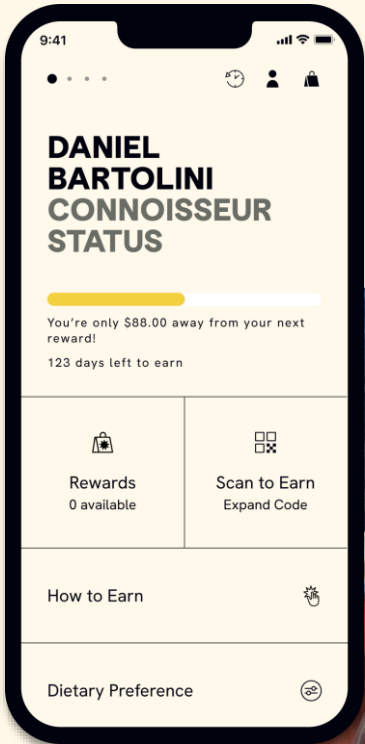 9:41
DANIEL
BARTOLINI
CONNOISSEUR
STATUS
You're only $88.00 away from your next
reward!
123 days left to earn
Rewards
0 available
Scan to Earn
Expand Code
How to Earn
Dietary Preference